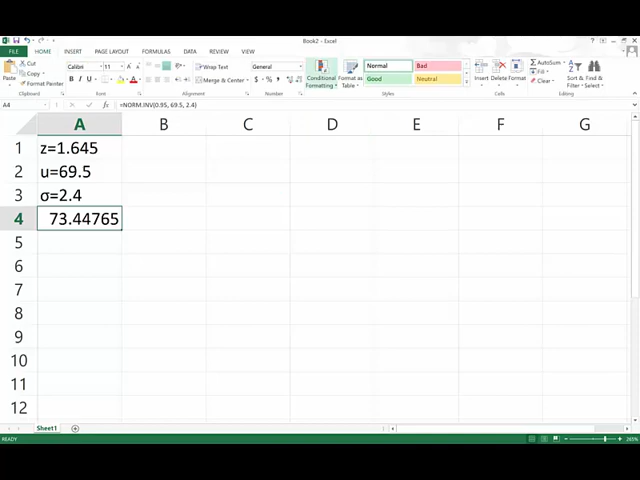 Book2 - Excel
FILE HOME INSERT PAGE LAYOUT FORMULAS DATA REVIEW VIEW
Paste
Cut
Copy
Format Painter
Clipboard
Calibri 11
B I U
Font
Wrap Text
Merge & Center
Alignment
General
$ % ,
Number
Conditional Formatting
Format as Table
Normal Bad
Good Neutral
Styles
Insert Delete Format
Cells
AutoSum
Fill
Clear
Sort & Filter
Find & Select
Editing
A4 fx =NORM.INV(0.95, 69.5, 2.4)
A B C D E F G
1 z=1.645
2 u=69.5
3 σ=2.4
4 73.44765
5
6
7
8
9
10
11
12
Sheet1
READY 265%